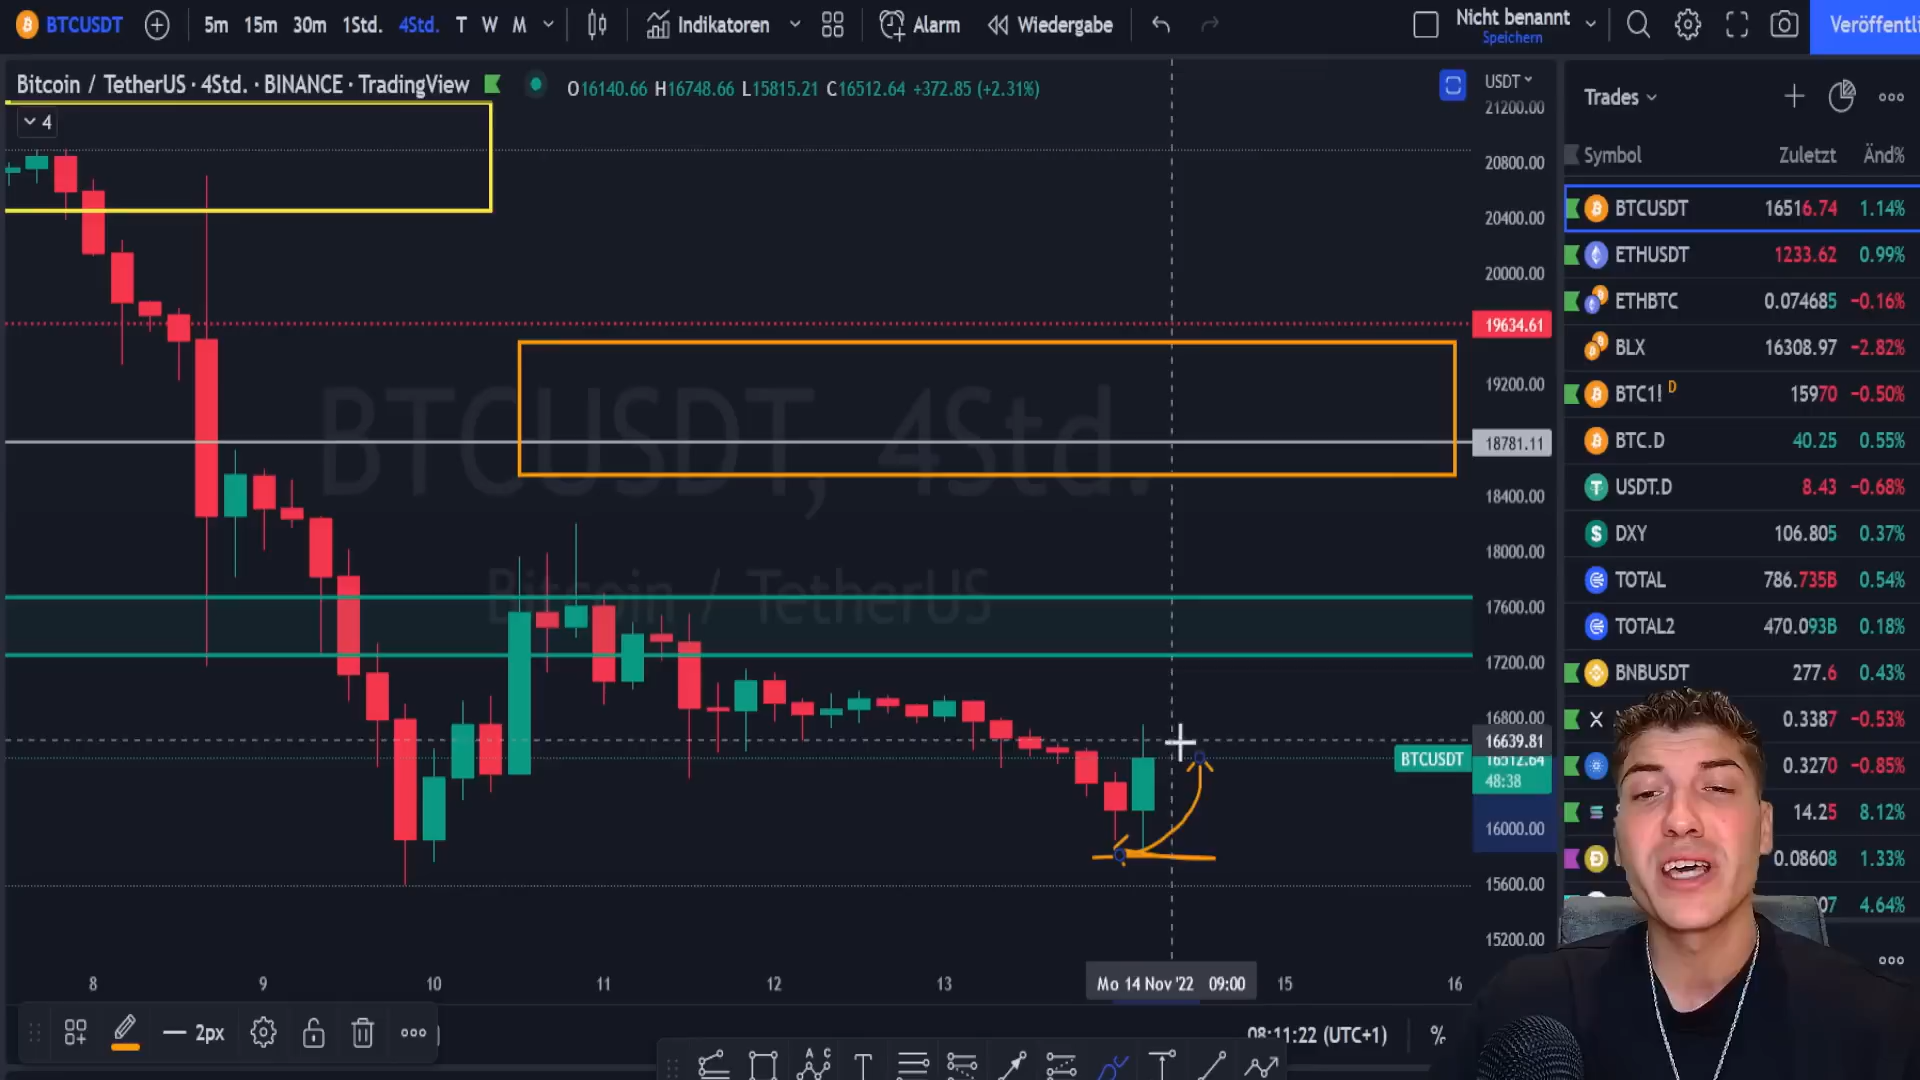 BTCUSDT 5m 15m 30m 1Std. 4Std. T W M Indikatoren Alarm Wiedergabe Nicht benannt Speichern
Bitcoin / TetherUS · 4Std. · BINANCE · TradingView O16140.66 H16748.66 L15815.21 C16512.64 +372.85 (+2.31%)
4
BTCUSDT, 4Std.
Bitcoin / TetherUS
USDT
21200.00
20800.00
20400.00
20000.00
19634.61
19200.00
18781.11
18400.00
18000.00
17600.00
17200.00
16800.00
16639.81
BTCUSDT 16512.64
48:38
16000.00
15600.00
15200.00
8 9 10 11 12 13 Mo 14 Nov '22 09:00 15 16
2px
08:11:22 (UTC+1) %
Trades
Symbol Zuletzt Änd%
BTCUSDT 16516.74 1.14%
ETHUSDT 1233.62 0.99%
ETHBTC 0.074685 −0.16%
BLX 16308.97 −2.82%
BTC1! D 15970 −0.50%
BTC.D 40.25 0.55%
USDT.D 8.43 −0.68%
DXY 106.805 0.37%
TOTAL 786.735B 0.54%
TOTAL2 470.093B 0.18%
BNBUSDT 277.6 0.43%
0.3387 −0.53%
0.3270 −0.85%
14.25 8.12%
0.08608 1.33%
07 4.64%